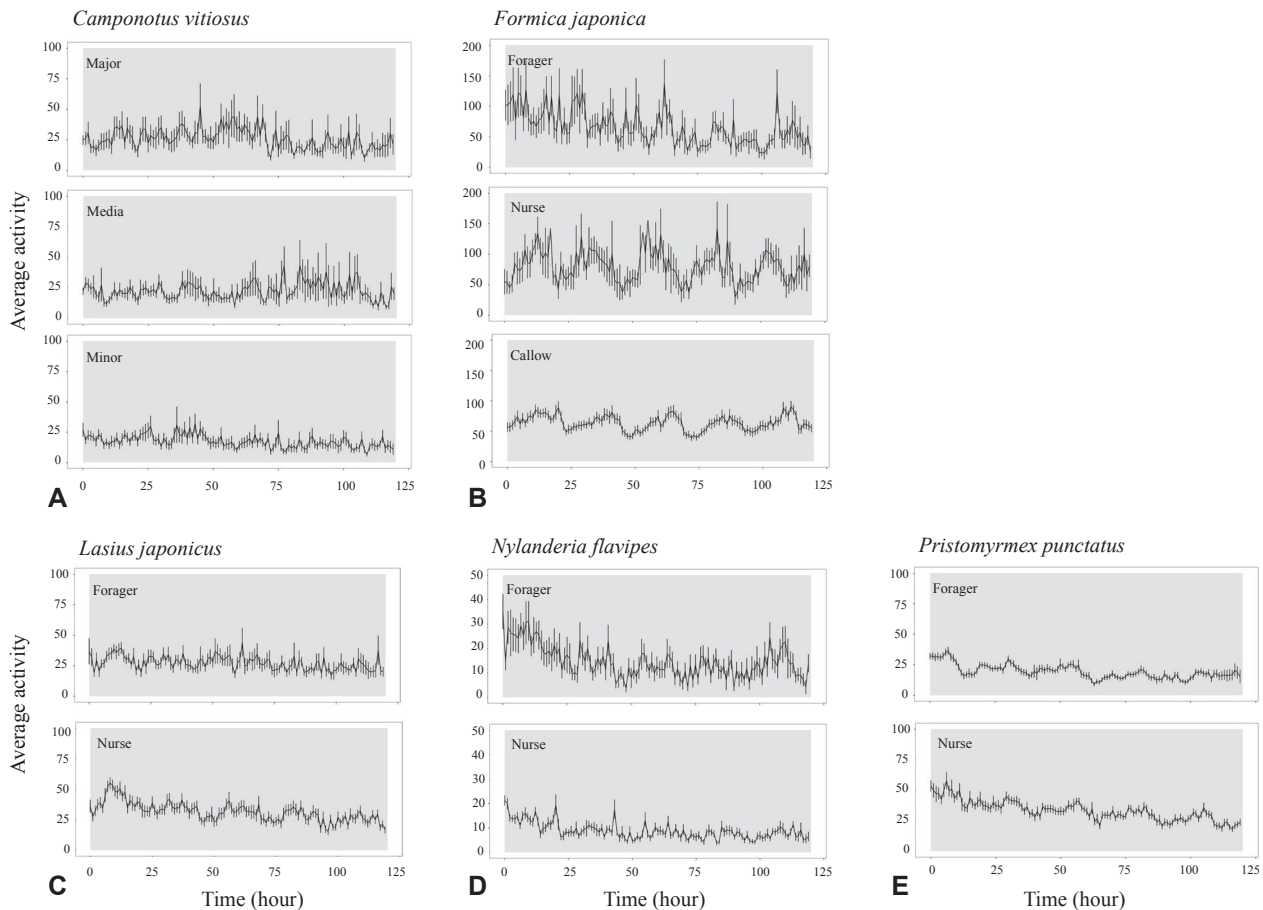 Camponotus vitiosus
Formica japonica
Average activity
Major
100
75
50
25
0
Media
100
75
50
25
0
Minor
100
75
50
25
0
0 25 50 75 100 125
A
Forager
200
150
100
50
0
Nurse
200
150
100
50
0
Callow
200
150
100
50
0
0 25 50 75 100 125
B
Lasius japonicus
Nylanderia flavipes
Pristomyrmex punctatus
Average activity
Forager
100
75
50
25
0
Nurse
100
75
50
25
0
0 25 50 75 100 125
C
Time (hour)
Forager
50
40
30
20
10
0
Nurse
50
40
30
20
10
0
0 25 50 75 100 125
D
Time (hour)
Forager
100
75
50
25
0
Nurse
100
75
50
25
0
0 25 50 75 100 125
E
Time (hour)